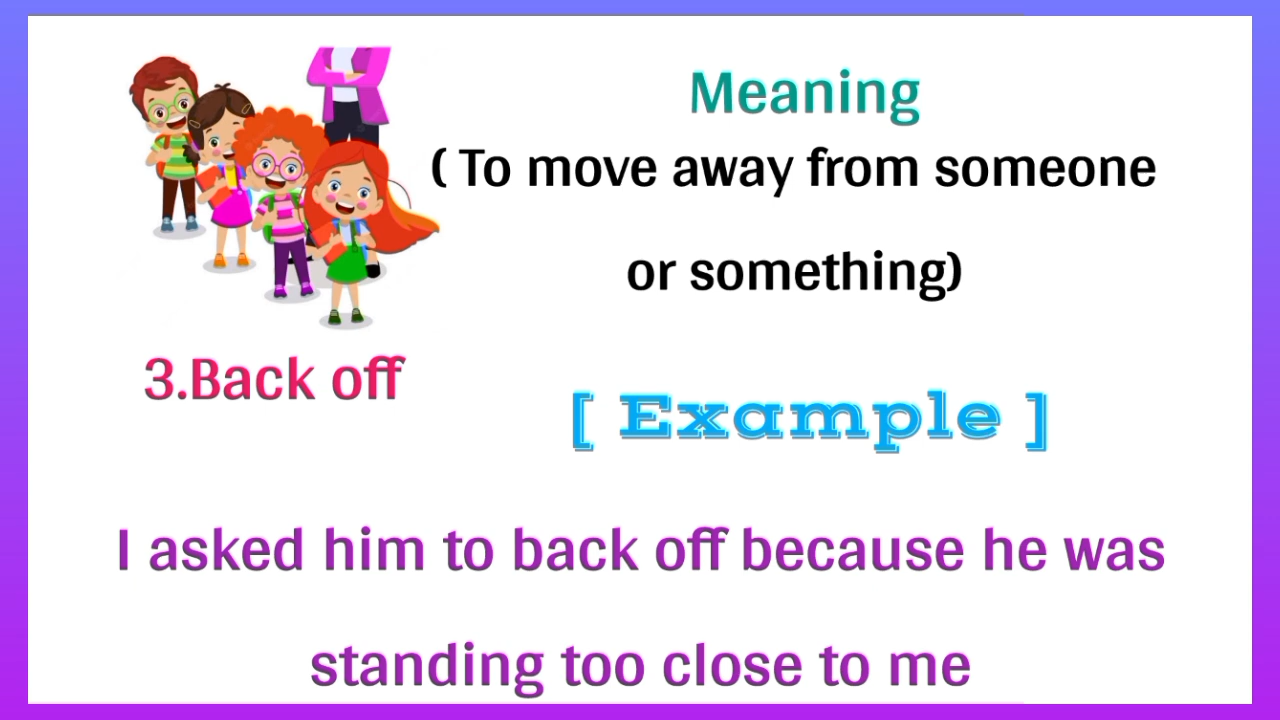 Meaning
( To move away from someone
or something)
3.Back off
[ Example ]
I asked him to back off because he was
standing too close to me